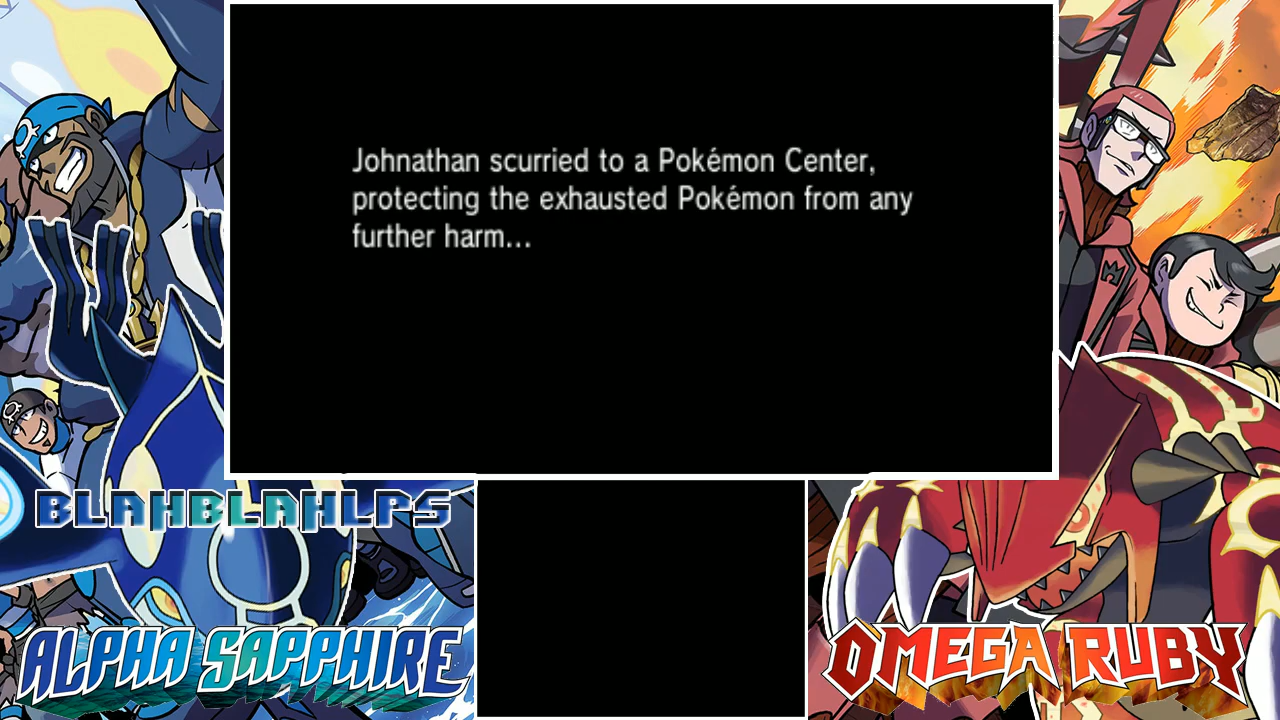 Johnathan scurried to a Pokémon Center,
protecting the exhausted Pokémon from any
further harm...
BLAHBLAHLPS
ALPHA SAPPHIRE
OMEGA RUBY